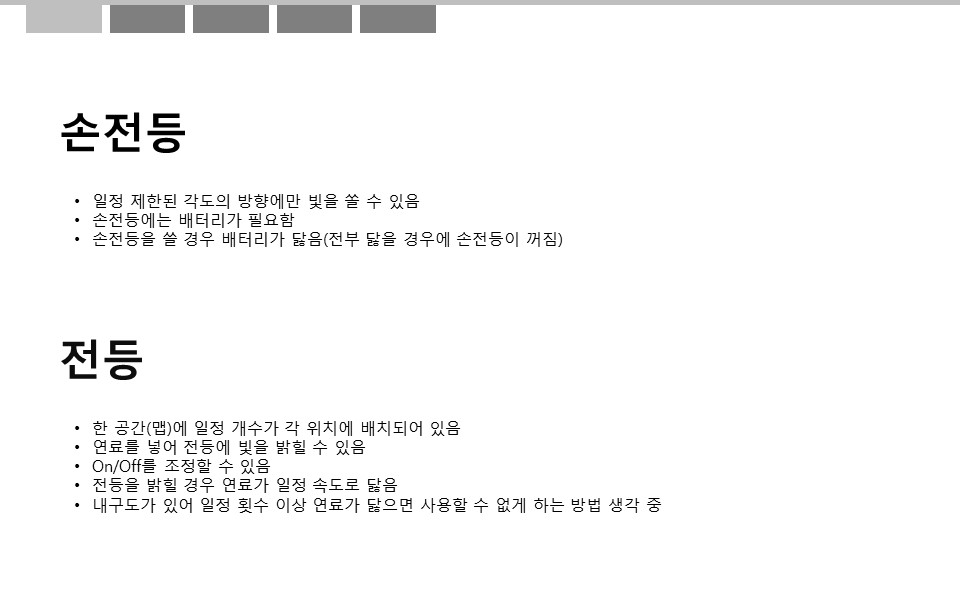 손전등
• 일정 제한된 각도의 방향에만 빛을 쏠 수 있음
• 손전등에는 배터리가 필요함
• 손전등을 쓸 경우 배터리가 닳음(전부 닳을 경우에 손전등이 꺼짐)
전등
• 한 공간(맵)에 일정 개수가 각 위치에 배치되어 있음
• 연료를 넣어 전등에 빛을 밝힐 수 있음
• On/Off를 조정할 수 있음
• 전등을 밝힐 경우 연료가 일정 속도로 닳음
• 내구도가 있어 일정 횟수 이상 연료가 닳으면 사용할 수 없게 하는 방법 생각 중